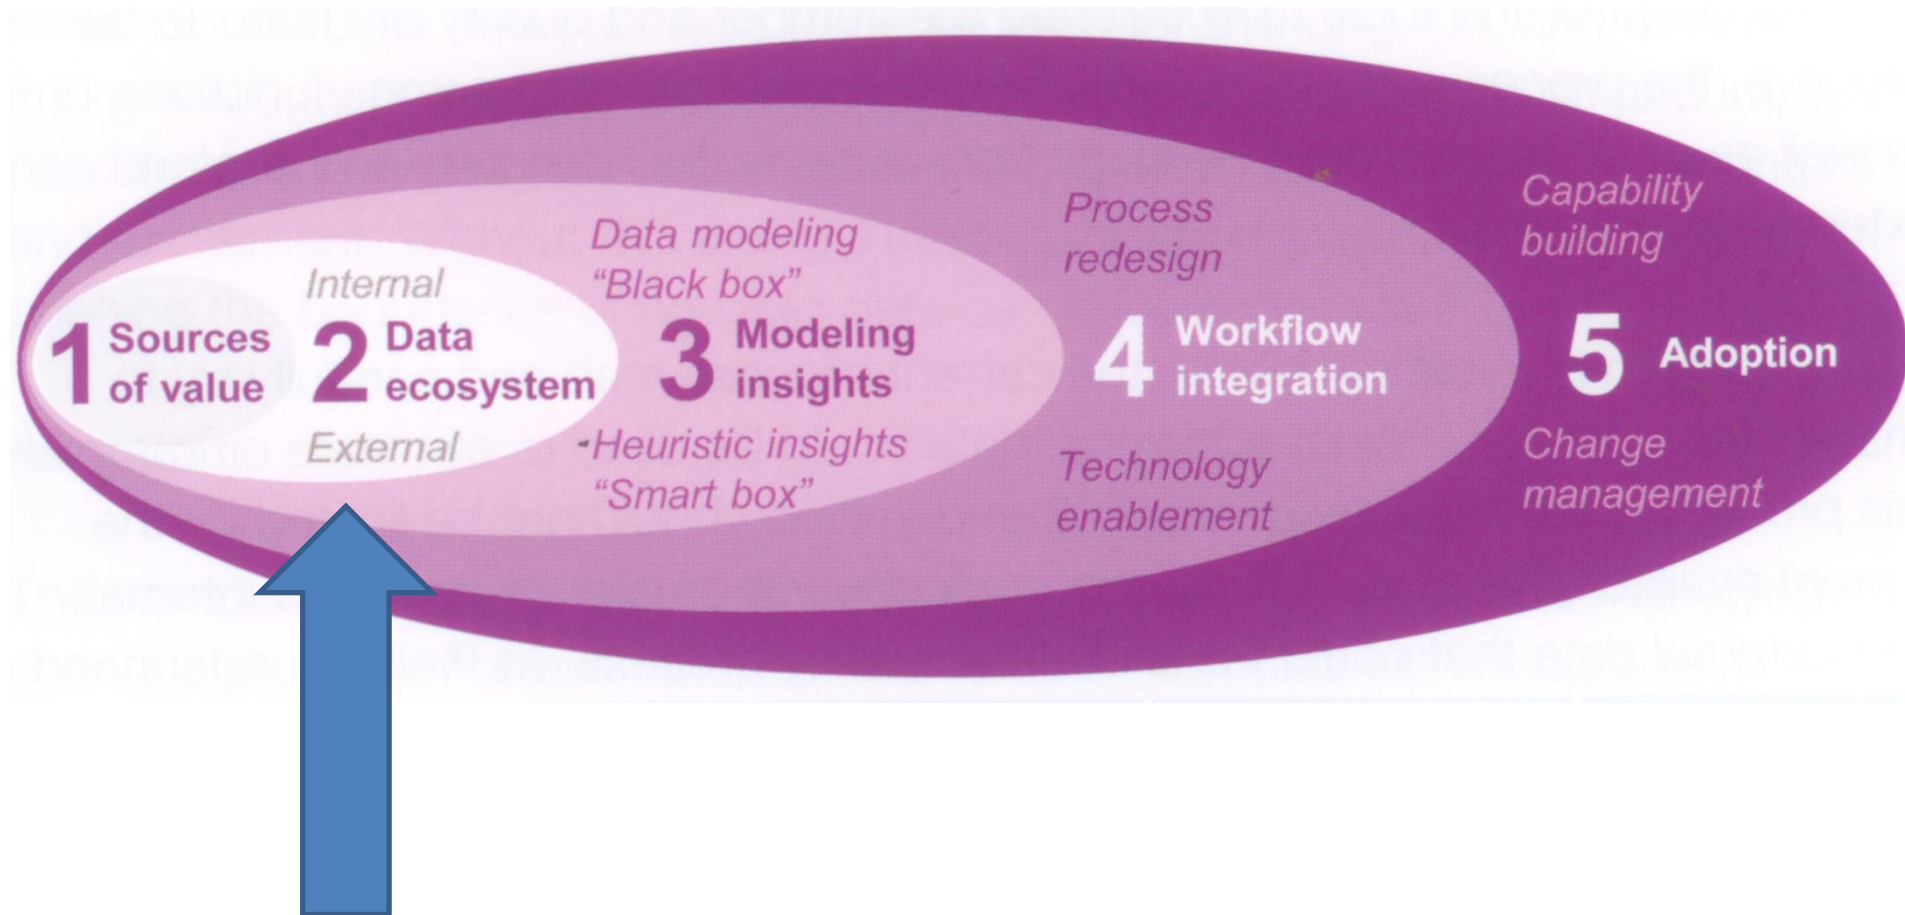 1 Sources
of value
Internal
2 Data
ecosystem
External
Data modeling
“Black box”
3 Modeling
insights
Heuristic insights
“Smart box”
Process
redesign
4 Workflow
integration
Technology
enablement
Capability
building
5 Adoption
Change
management